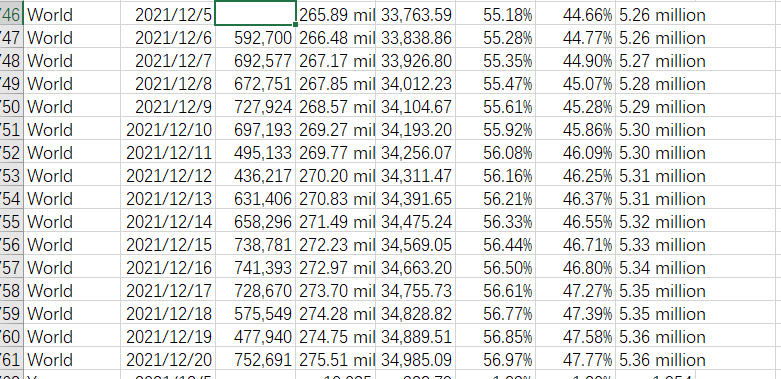 46 World 2021/12/5 265.89 mil 33,763.59 55.18% 44.66% 5.26 million
47 World 2021/12/6 592,700 266.48 mil 33,838.86 55.28% 44.77% 5.26 million
48 World 2021/12/7 692,577 267.17 mil 33,926.80 55.35% 44.90% 5.27 million
49 World 2021/12/8 672,751 267.85 mil 34,012.23 55.47% 45.07% 5.28 million
50 World 2021/12/9 727,924 268.57 mil 34,104.67 55.61% 45.28% 5.29 million
51 World 2021/12/10 697,193 269.27 mil 34,193.20 55.92% 45.86% 5.30 million
52 World 2021/12/11 495,133 269.77 mil 34,256.07 56.08% 46.09% 5.30 million
53 World 2021/12/12 436,217 270.20 mil 34,311.47 56.16% 46.25% 5.31 million
54 World 2021/12/13 631,406 270.83 mil 34,391.65 56.21% 46.37% 5.31 million
55 World 2021/12/14 658,296 271.49 mil 34,475.24 56.33% 46.55% 5.32 million
56 World 2021/12/15 738,781 272.23 mil 34,569.05 56.44% 46.71% 5.33 million
57 World 2021/12/16 741,393 272.97 mil 34,663.20 56.50% 46.80% 5.34 million
58 World 2021/12/17 728,670 273.70 mil 34,755.73 56.61% 47.27% 5.35 million
59 World 2021/12/18 575,549 274.28 mil 34,828.82 56.77% 47.39% 5.35 million
60 World 2021/12/19 477,940 274.75 mil 34,889.51 56.85% 47.58% 5.36 million
61 World 2021/12/20 752,691 275.51 mil 34,985.09 56.97% 47.77% 5.36 million